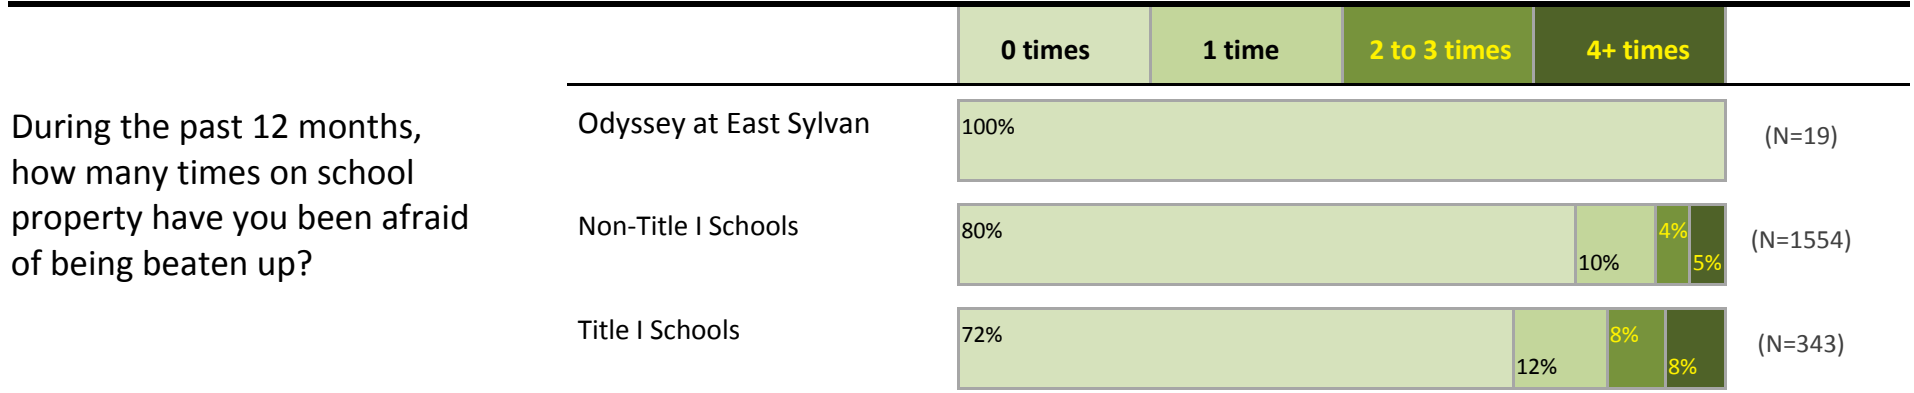 0 times 1 time 2 to 3 times 4+ times
During the past 12 months,
how many times on school
property have you been afraid
of being beaten up?
Odyssey at East Sylvan 100% (N=19)
Non-Title I Schools 80% 10% 4% 5% (N=1554)
Title I Schools 72% 12% 8% 8% (N=343)